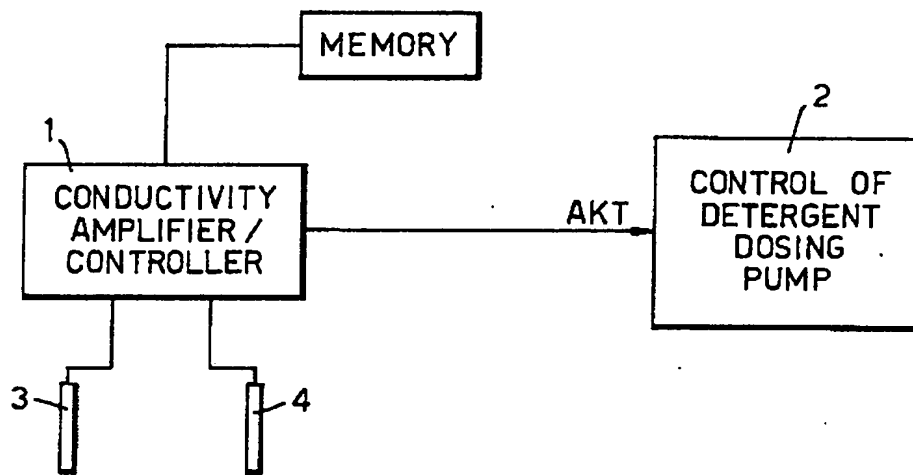 MEMORY
1
CONDUCTIVITY
AMPLIFIER/
CONTROLLER
AKT
2
CONTROL OF
DETERGENT
DOSING
PUMP
3
4